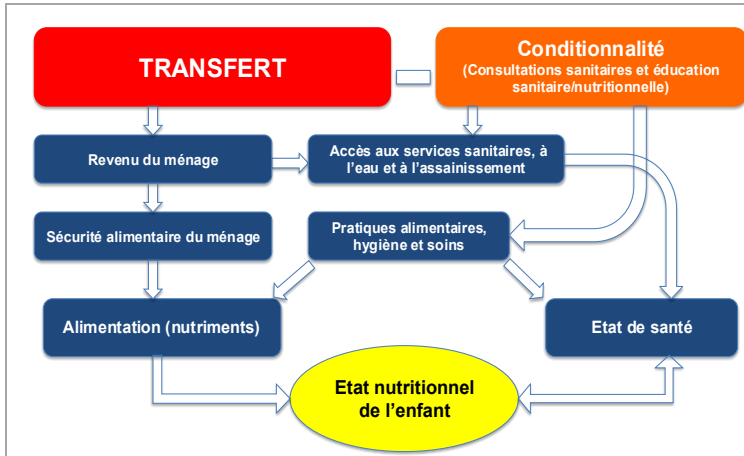 TRANSFERT
Conditionnalité
(Consultations sanitaires et éducation
sanitaire/nutritionnelle)
Revenu du ménage
Accès aux services sanitaires, à
l'eau et à l'assainissement
Sécurité alimentaire du ménage
Pratiques alimentaires,
hygiène et soins
Alimentation (nutriments)
Etat de santé
Etat nutritionnel
de l'enfant